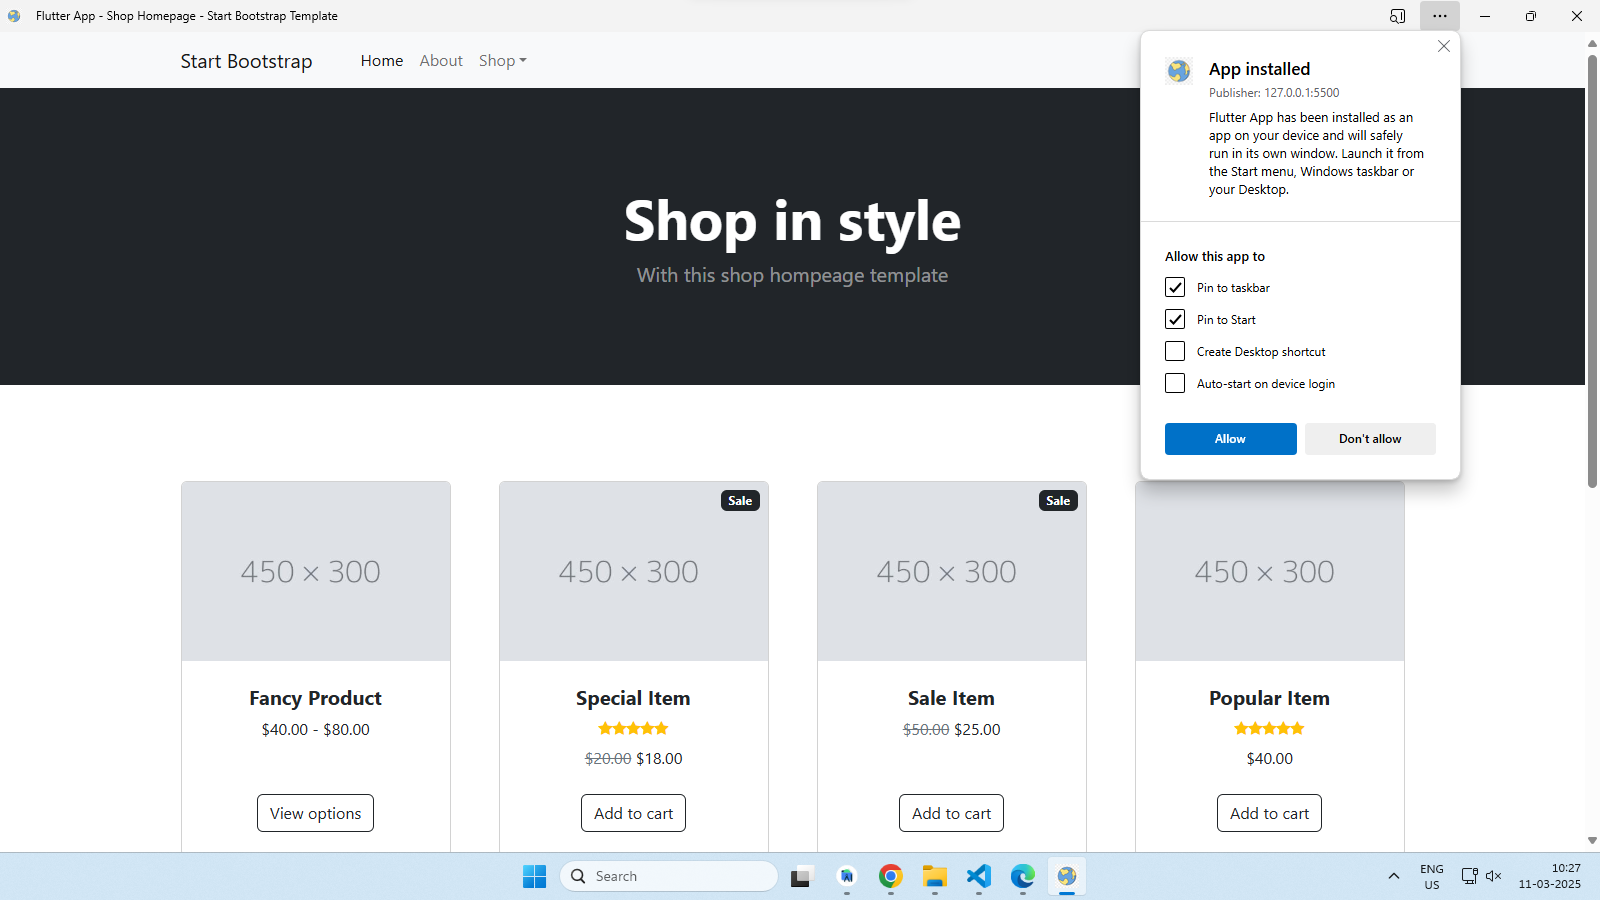 Flutter App - Shop Homepage - Start Bootstrap Template
Start Bootstrap
Home
About
Shop
App installed
Publisher: 127.0.0.1:5500
Flutter App has been installed as an
app on your device and will safely
run in its own window. Launch it from
the Start menu, Windows taskbar or
your Desktop.
Allow this app to
Pin to taskbar
Pin to Start
Create Desktop shortcut
Auto-start on device login
Allow
Don't allow
Shop in style
With this shop hompeage template
450 × 300
Fancy Product
$40.00 - $80.00
View options
Sale
450 × 300
Special Item
$20.00 $18.00
Add to cart
Sale
450 × 300
Sale Item
$50.00 $25.00
Add to cart
450 × 300
Popular Item
$40.00
Add to cart
Search
ENG
US
10:27
11-03-2025